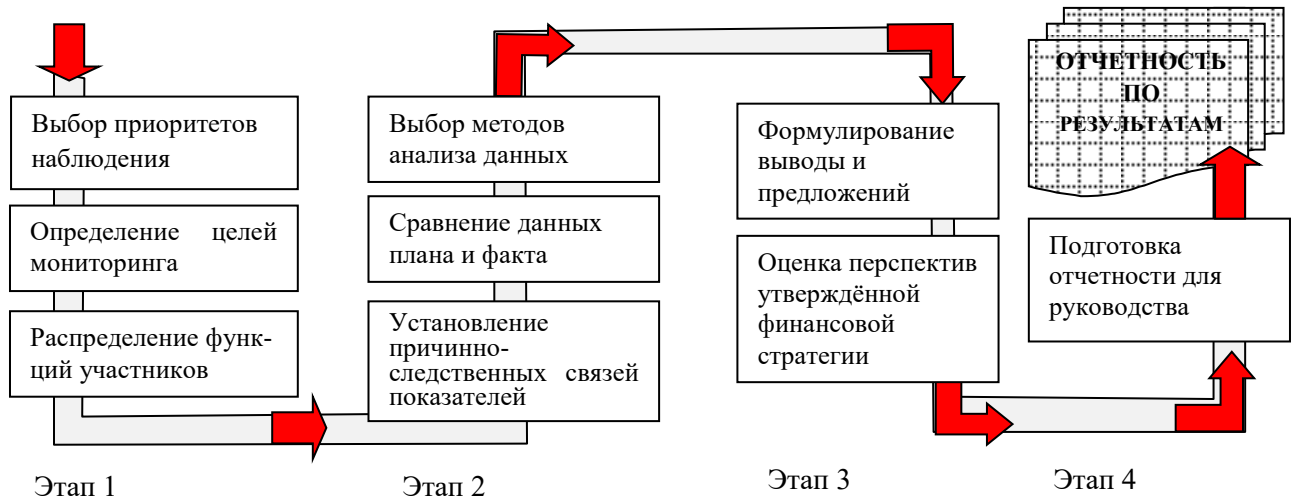 Выбор приоритетов
наблюдения
Определение целей
мониторинга
Распределение функ-
ций участников
Этап 1
Выбор методов
анализа данных
Сравнение данных
плана и факта
Установление
причинно-
следственных связей
показателей
Этап 2
Формулирование
выводы и
предложений
Оценка перспектив
утверждённой
финансовой
стратегии
Этап 3
ОТЧЕТНОСТЬ
ПО
РЕЗУЛЬТАТАМ
Подготовка
отчетности для
руководства
Этап 4